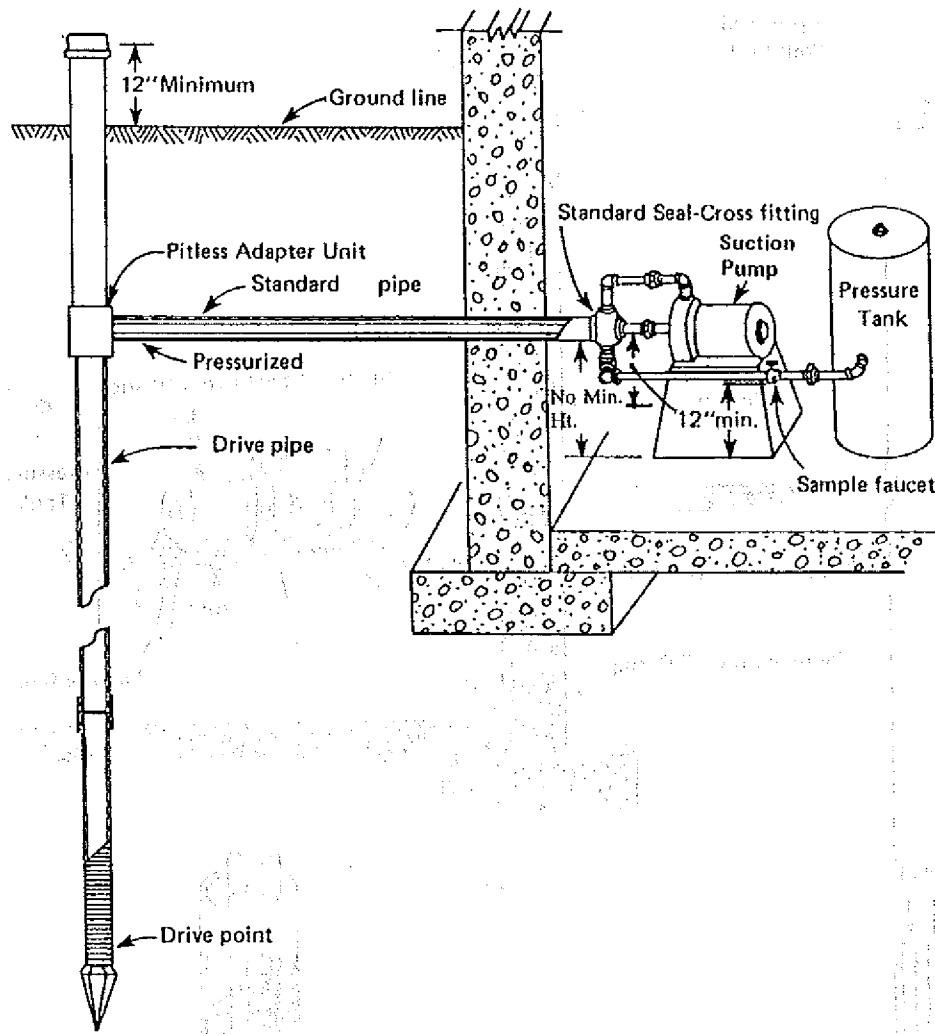 12" Minimum
Ground line
Standard Seal-Cross fitting
Suction
Pump
Pitless Adapter Unit
Standard pipe
Pressure
Tank
Pressurized
No Min.
Ht.
12" min.
Drive pipe
Sample faucet
Drive point